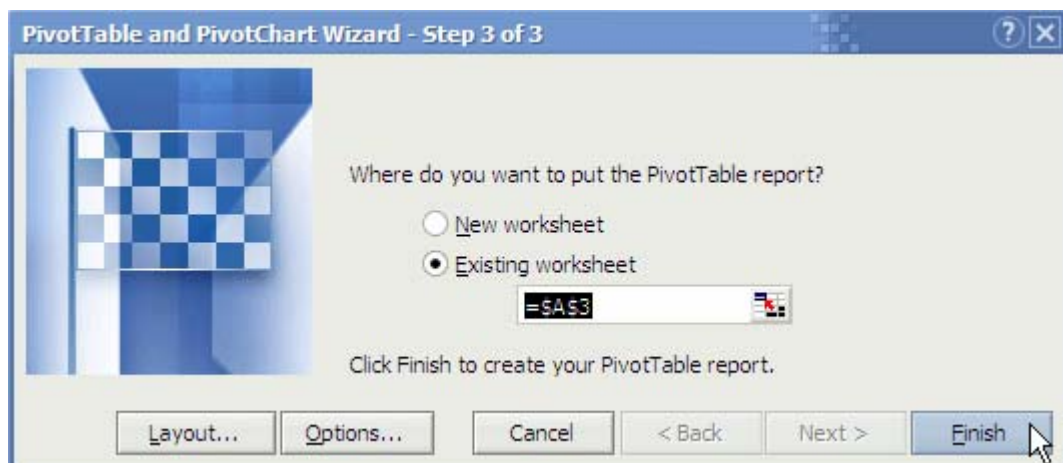 PivotTable and PivotChart Wizard - Step 3 of 3
Where do you want to put the PivotTable report?
New worksheet
Existing worksheet
=$A$3
Click Finish to create your PivotTable report.
Layout... Options... Cancel < Back Next > Finish